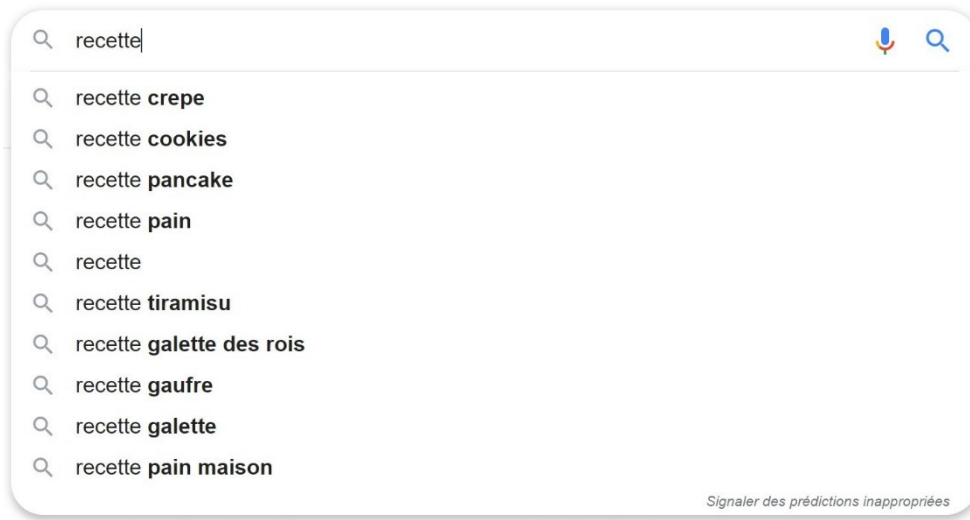 recette
recette crepe
recette cookies
recette pancake
recette pain
recette
recette tiramisu
recette galette des rois
recette gaufre
recette galette
recette pain maison
Signaler des prédictions inappropriées